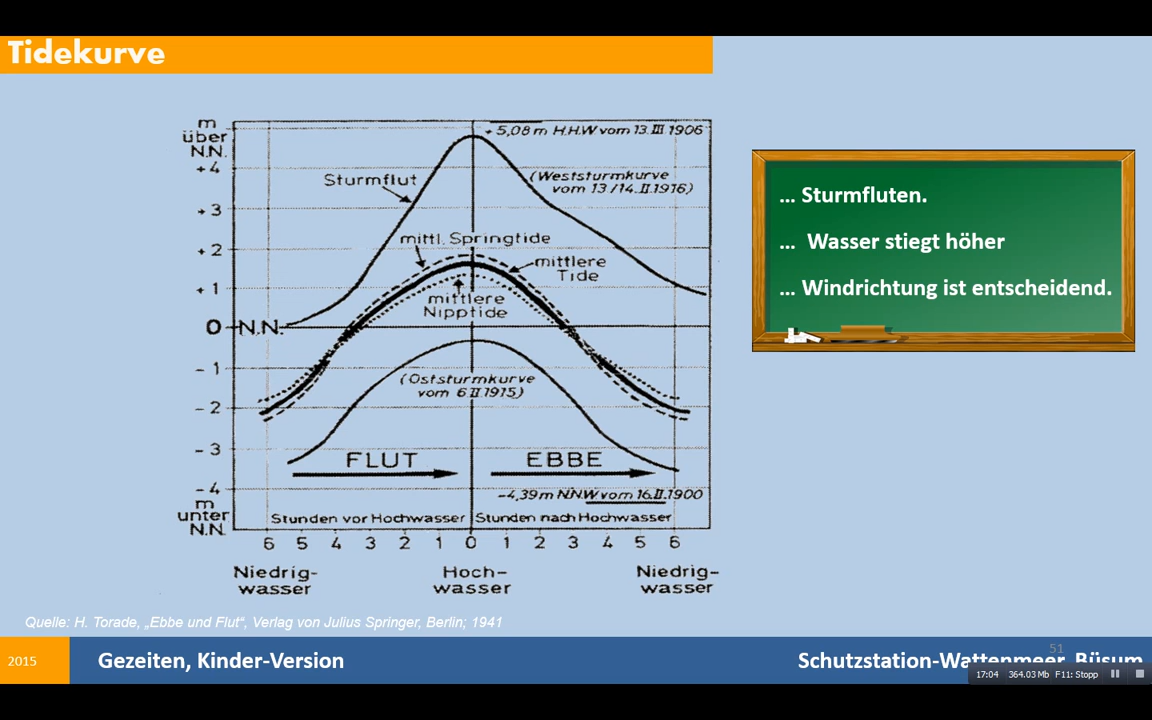 Tidekurve
m
über
N.N.
+4
+3
+2
+1
0 N.N.
-1
-2
-3
-4
m
unter
N.N.
+5,08 m H.H.W vom 13.III 1906
(Weststurmkurve
vom 13/14.II.1916)
Sturmflut
mittl. Springtide
mittlere
Tide
mittlere
Nipptide
(Oststurmkurve
vom 6 II 1915)
FLUT
EBBE
-4,39m NNW vom 16.II.1900
Stunden vor Hochwasser
Stunden nach Hochwasser
6 5 4 3 2 1 0 1 2 3 4 5 6
Niedrig-
wasser
Hoch-
wasser
Niedrig-
wasser
... Sturmfluten.
... Wasser stiegt höher
... Windrichtung ist entscheidend.
Quelle: H. Torade, „Ebbe und Flut“, Verlag von Julius Springer, Berlin; 1941
51
2015
Gezeiten, Kinder-Version
Schutzstation-Wattenmeer, Büsum
17:04 364.03 Mb F11: Stopp